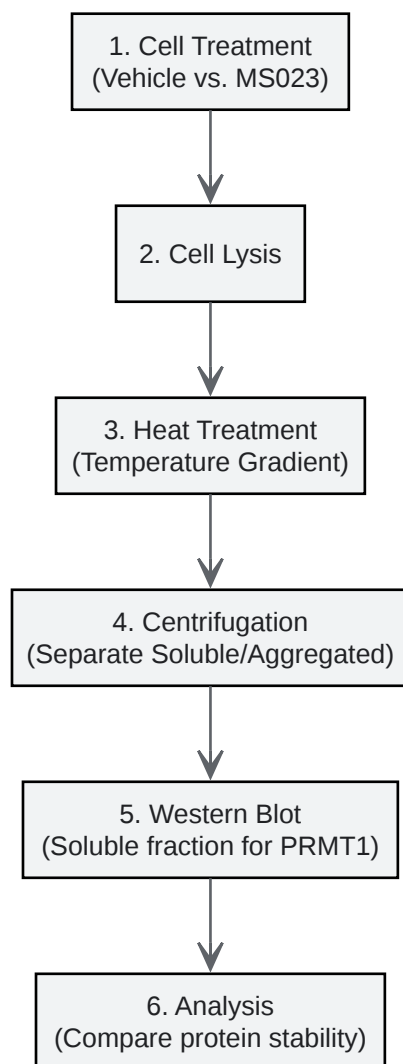 1. Cell Treatment
(Vehicle vs. MS023)
2. Cell Lysis
3. Heat Treatment
(Temperature Gradient)
4. Centrifugation
(Separate Soluble/Aggregated)
5. Western Blot
(Soluble fraction for PRMT1)
6. Analysis
(Compare protein stability)